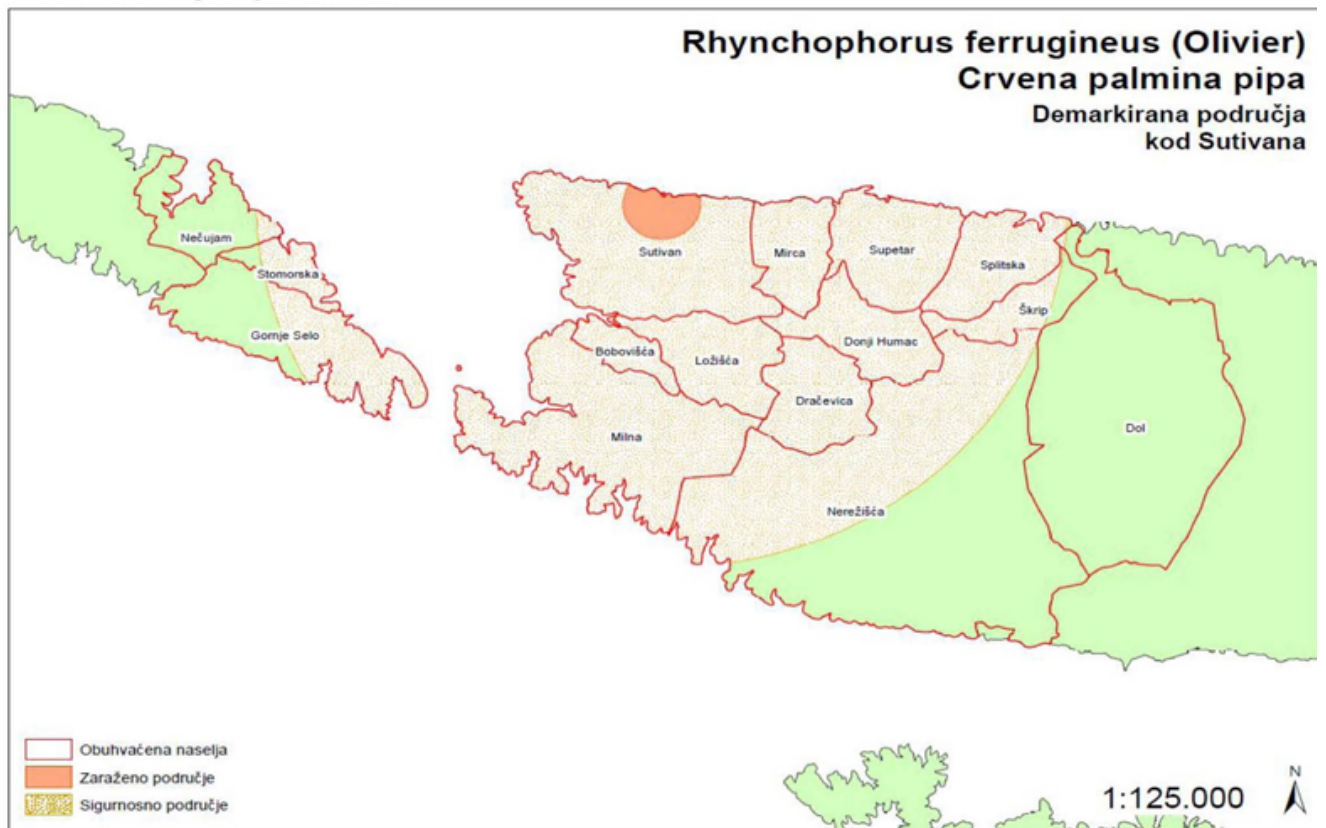 Rhynchophorus ferrugineus (Olivier)
Crvena palmina pipa
Demarkirana područja
kod Sutivana
Nečujam
Stomorska
Gornje Selo
Sutivan
Mirca
Supetar
Splitska
Škrip
Bobovišća
Ložišća
Donji Humac
Dračevica
Milna
Dol
Nerežišća
Obuhvaćena naselja
Zaraženo područje
Sigurnosno područje
1:125.000
N